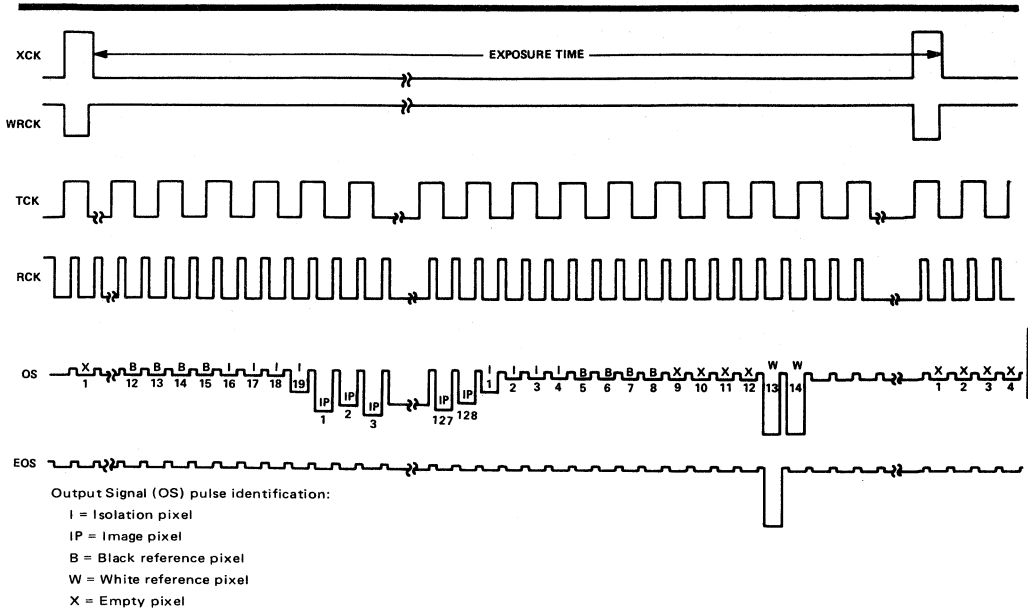 XCK
EXPOSURE TIME
WRCK
TCK
RCK
OS
X B B B B I I I I I I I I B B B B X X X X W W X X X X
1 12 13 14 15 16 17 18 19 IP 1 IP 2 IP 3 IP 127 IP 128 1 2 3 4 5 6 7 8 9 10 11 12 13 14 1 2 3 4
EOS
Output Signal (OS) pulse identification:
I = Isolation pixel
IP = Image pixel
B = Black reference pixel
W = White reference pixel
X = Empty pixel